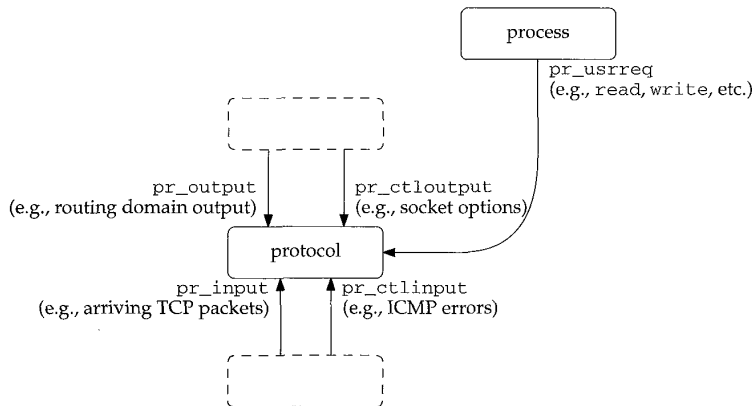 process
pr_usrreq
(e.g., read, write, etc.)
pr_output
(e.g., routing domain output)
pr_ctloutput
(e.g., socket options)
protocol
pr_input
(e.g., arriving TCP packets)
pr_ctlinput
(e.g., ICMP errors)